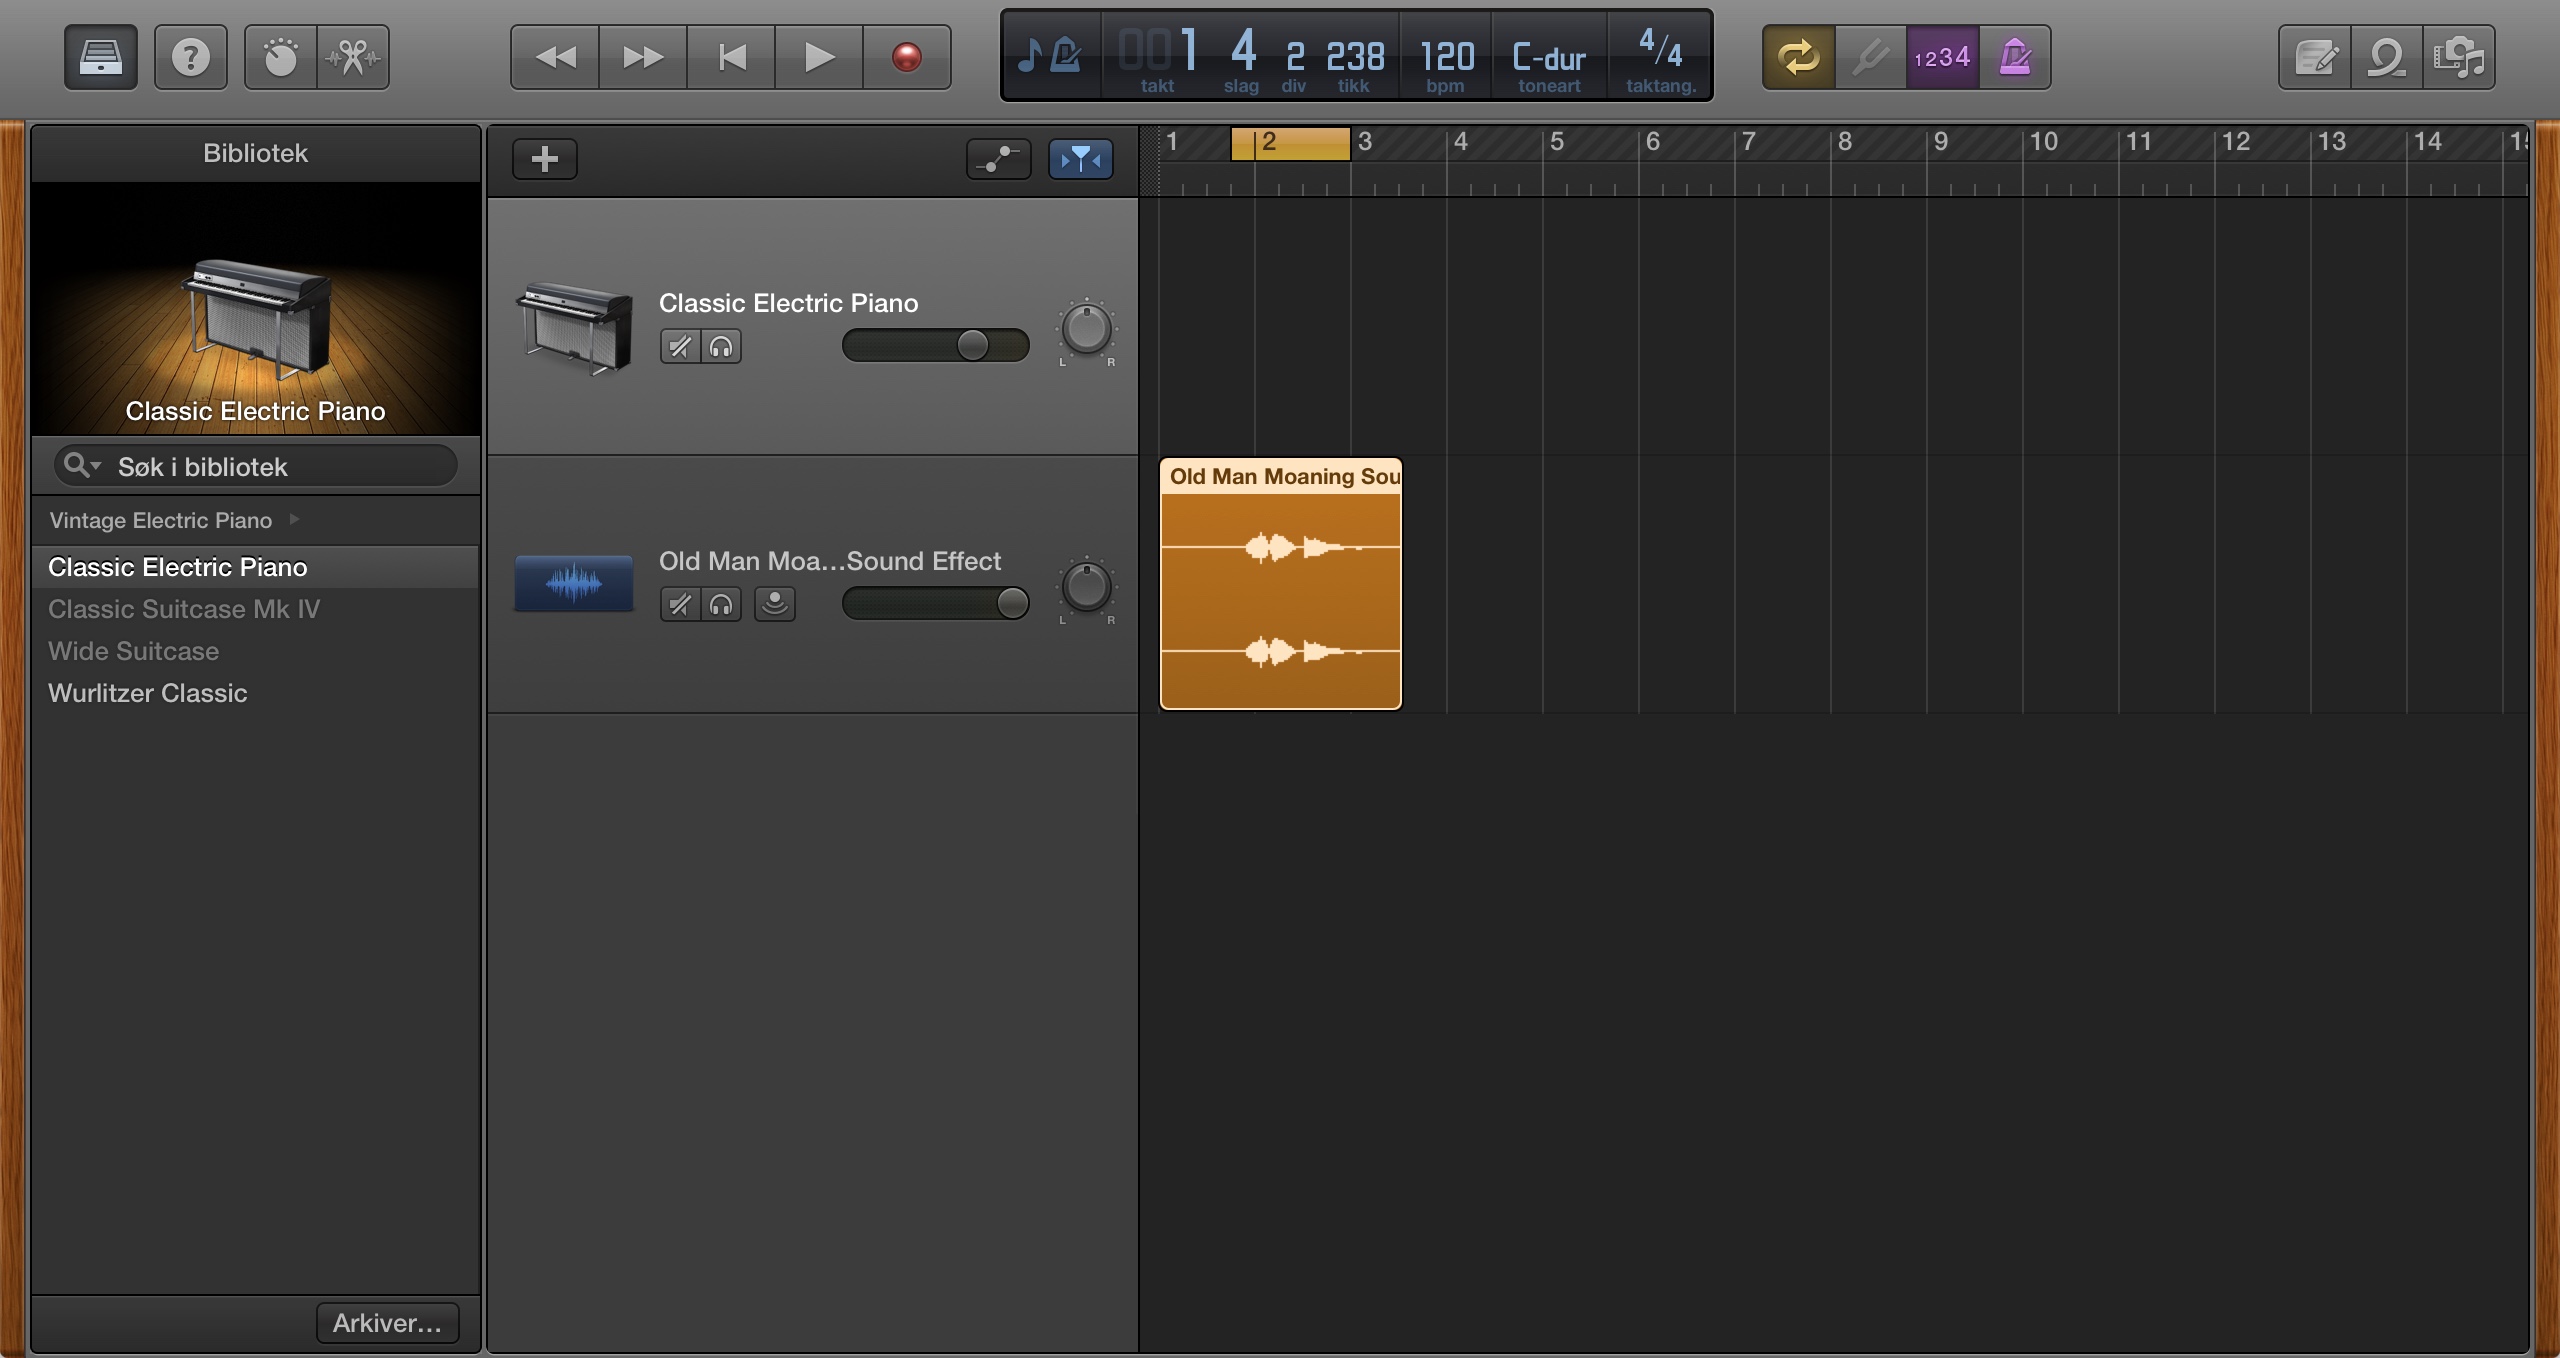 001 4 2 238 120 C-dur 4/4
takt slag div tikk bpm toneart taktang.
1234
Bibliotek
Classic Electric Piano
Søk i bibliotek
Vintage Electric Piano
Classic Electric Piano
Classic Suitcase Mk IV
Wide Suitcase
Wurlitzer Classic
Arkiver...
1 2 3 4 5 6 7 8 9 10 11 12 13 14
Classic Electric Piano
L R
Old Man Moa...Sound Effect
L R
Old Man Moaning Sou